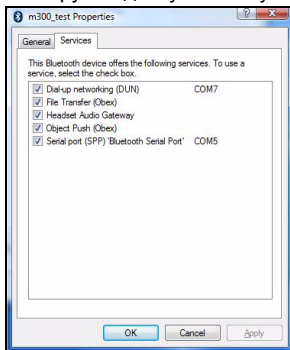 m300_test Properties
General Services
This Bluetooth device offers the following services. To use a
service, select the check box.
Dial-up networking (DUN) COM7
File Transfer (Obex)
Headset Audio Gateway
Object Push (Obex)
Serial port (SPP) 'Bluetooth Serial Port' COM5
OK Cancel Apply